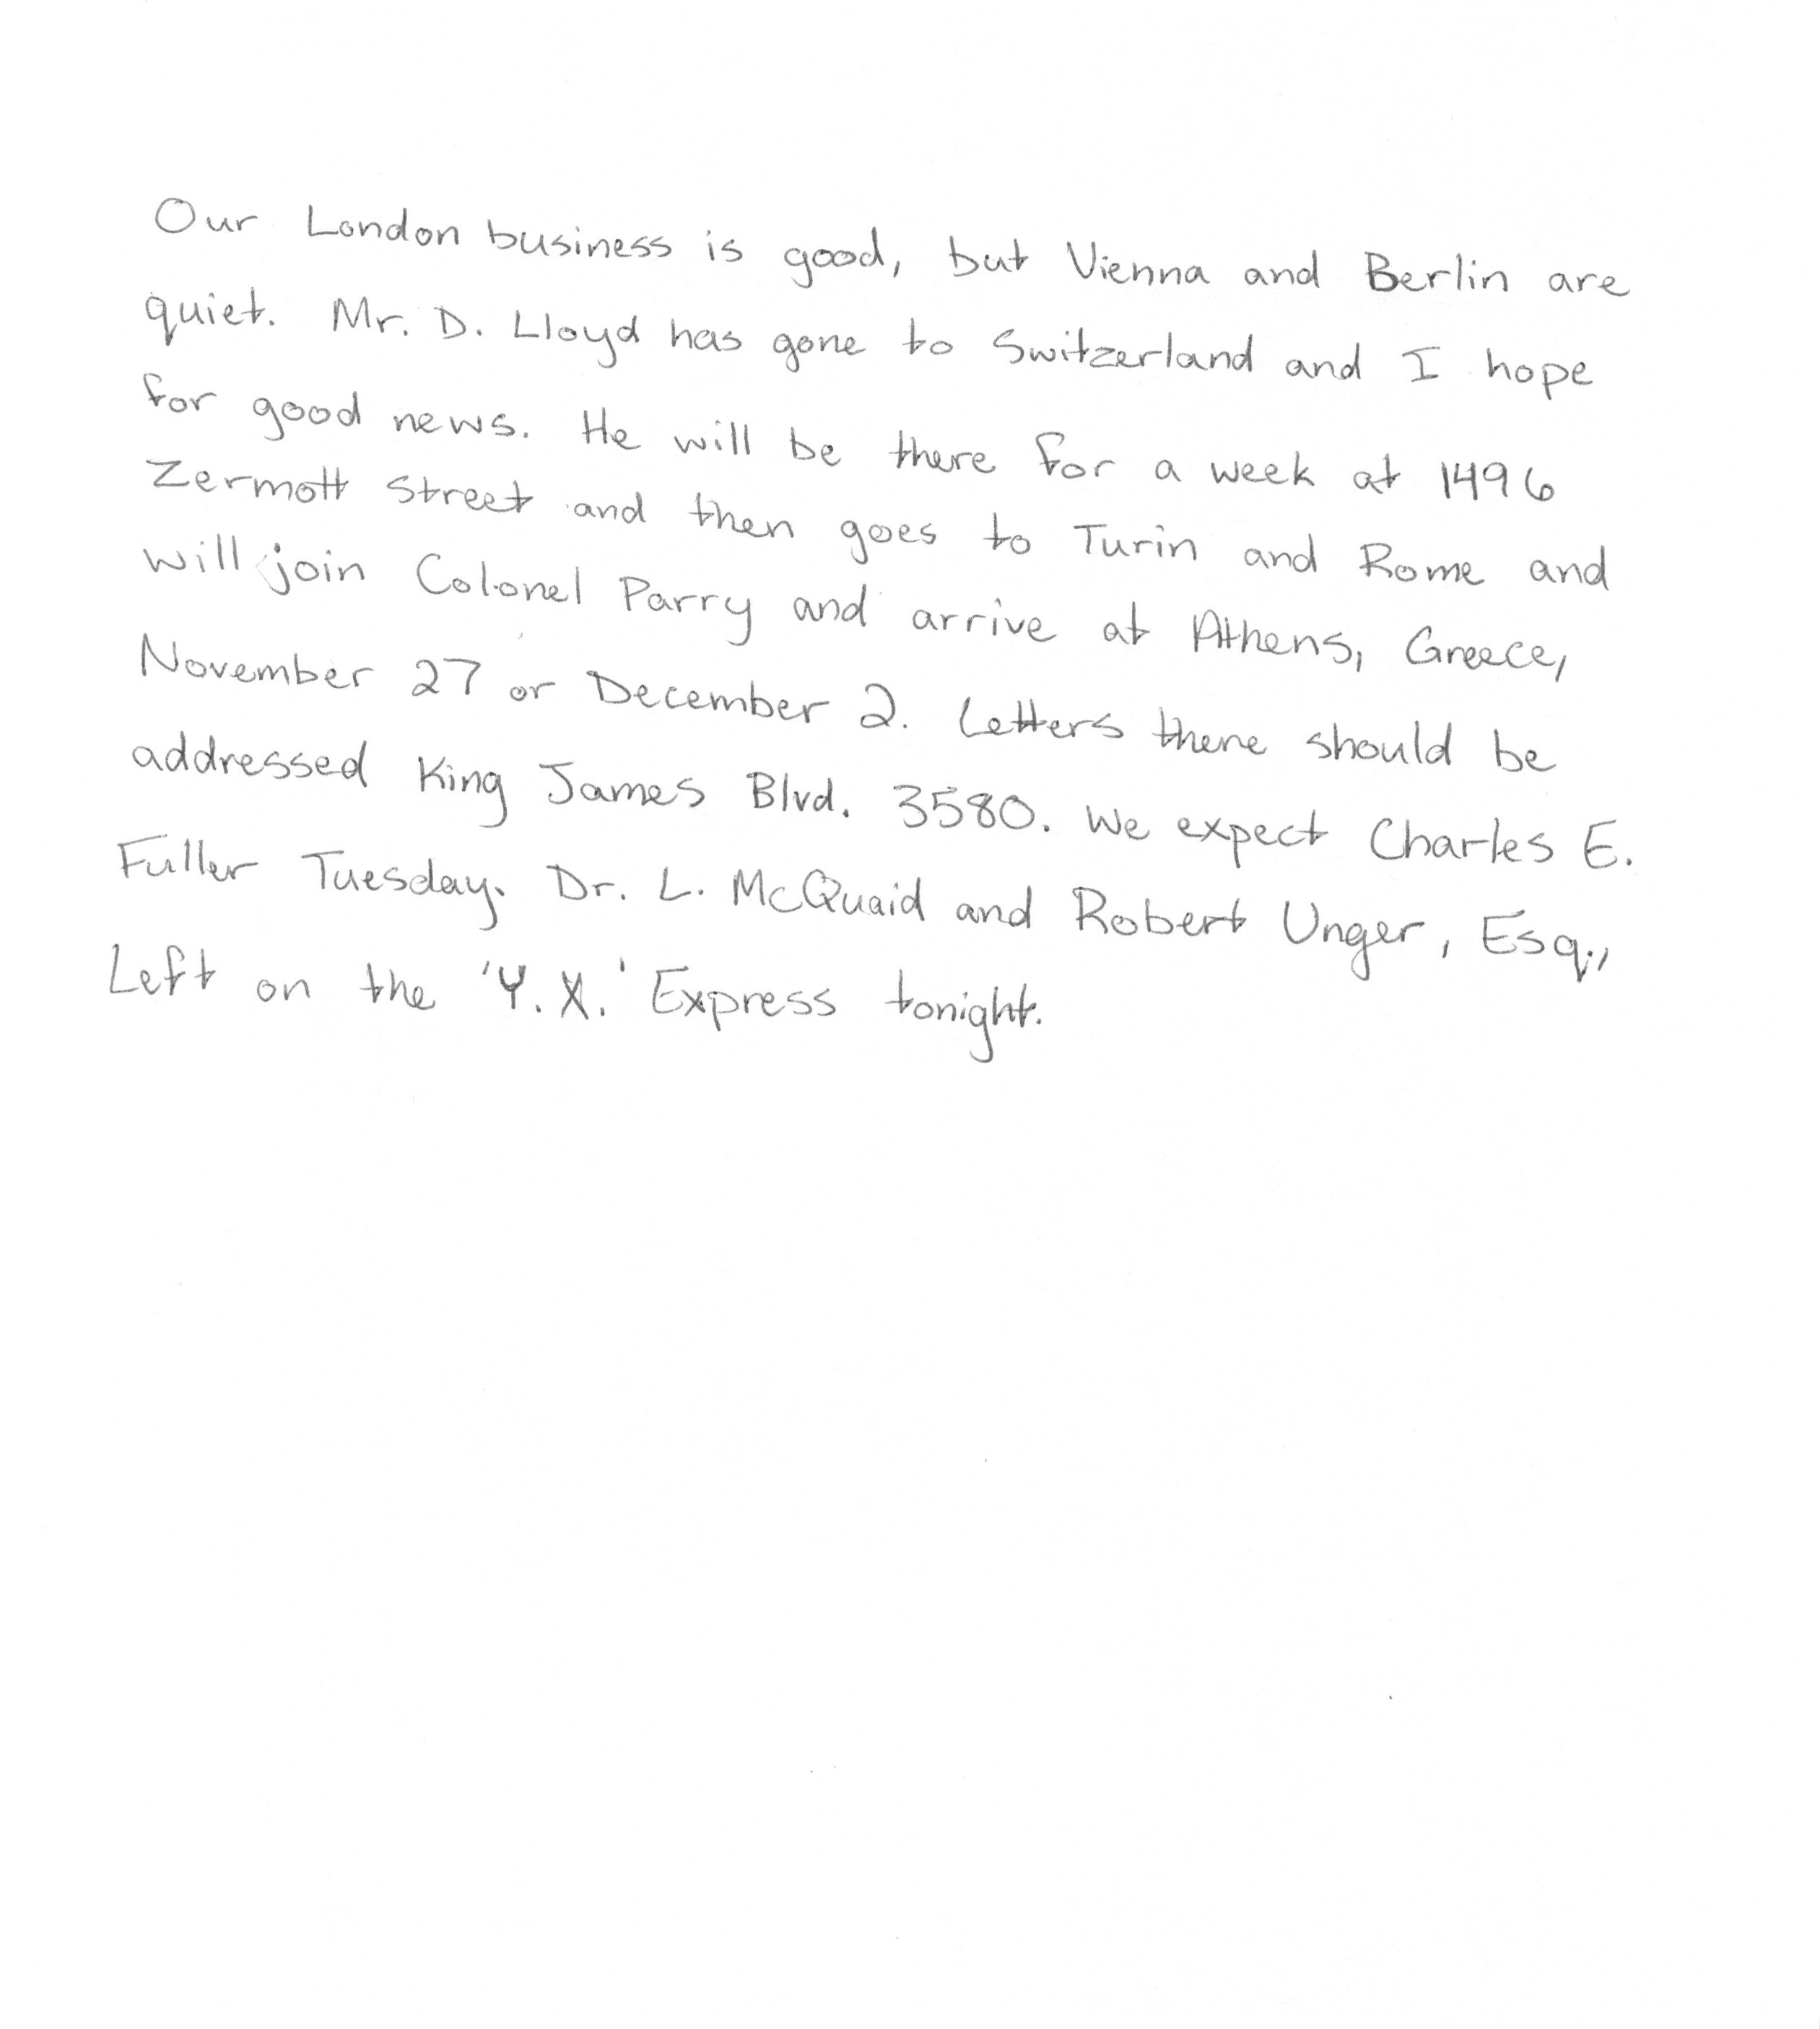 Our London business is good, but Vienna and Berlin are
quiet. Mr. D. Lloyd has gone to Switzerland and I hope
for good news. He will be there for a week at 1496
Zermott Street and then goes to Turin and Rome and
will join Colonel Parry and arrive at Athens, Greece,
November 27 or December 2. Letters there should be
addressed King James Blvd. 3580. We expect Charles E.
Fuller Tuesday. Dr. L. McQuaid and Robert Unger, Esq.,
Left on the 'Y.X.' Express tonight.